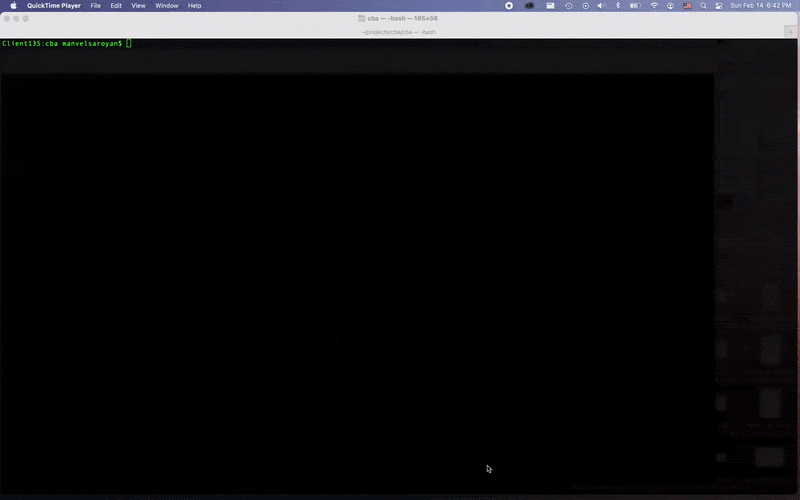 QuickTime Player File Edit View Window Help Sun Feb 14 6:42 PM
cba — -bash — 185×56
~/projects/cba/cba — -bash
Client135:cba manvelsaroyan$